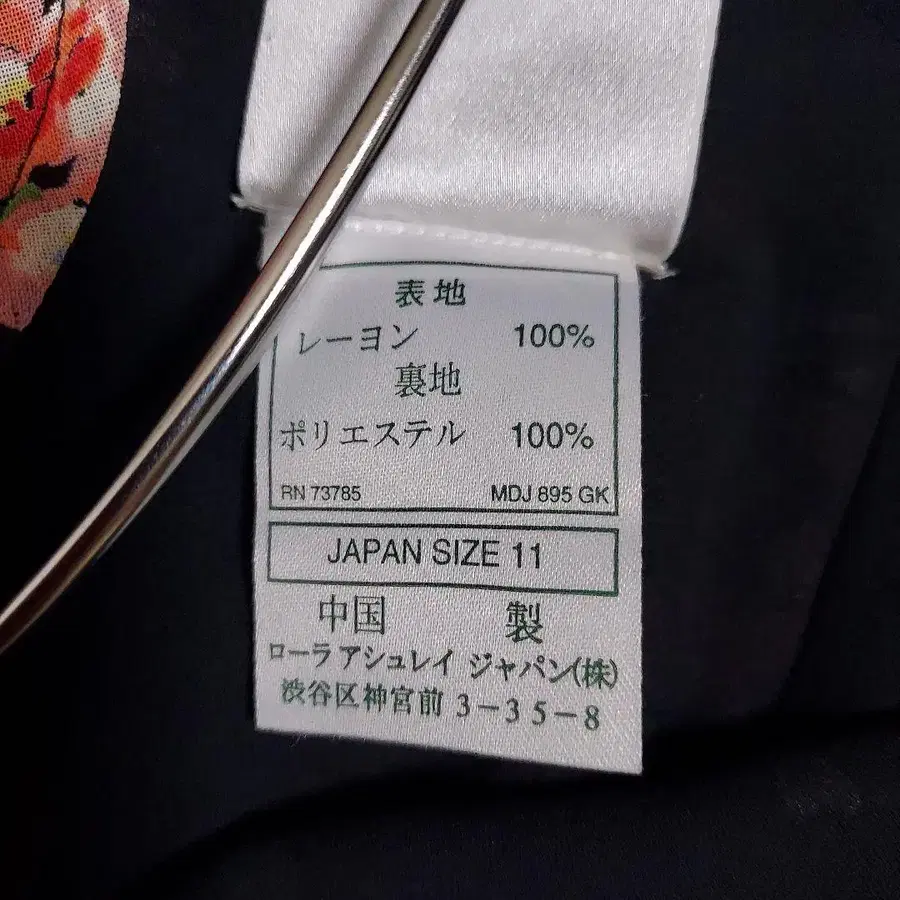 表地
レーヨン 100%
裏地
ポリエステル 100%
RN 73785 MDJ 895 GK
JAPAN SIZE 11
中国 製
ローラ アシュレイ ジャパン(株)
渋谷区神宮前 3-35-8